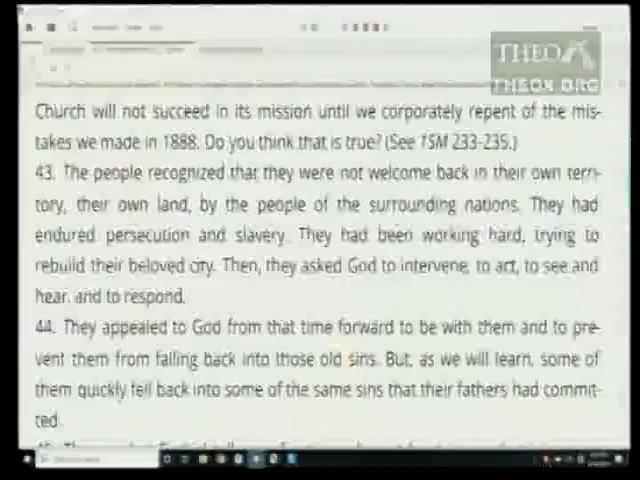 THEOX
THEOX.ORG
Church will not succeed in its mission until we corporately repent of the mis-
takes we made in 1888. Do you think that is true? (See 1SM 233-235.)
43. The people recognized that they were not welcome back in their own terri-
tory, their own land, by the people of the surrounding nations. They had
endured persecution and slavery. They had been working hard, trying to
rebuild their beloved city. Then, they asked God to intervene, to act, to see and
hear, and to respond.
44. They appealed to God from that time forward to be with them and to pre-
vent them from falling back into those old sins. But, as we will learn, some of
them quickly fell back into some of the same sins that their fathers had commit-
ted.